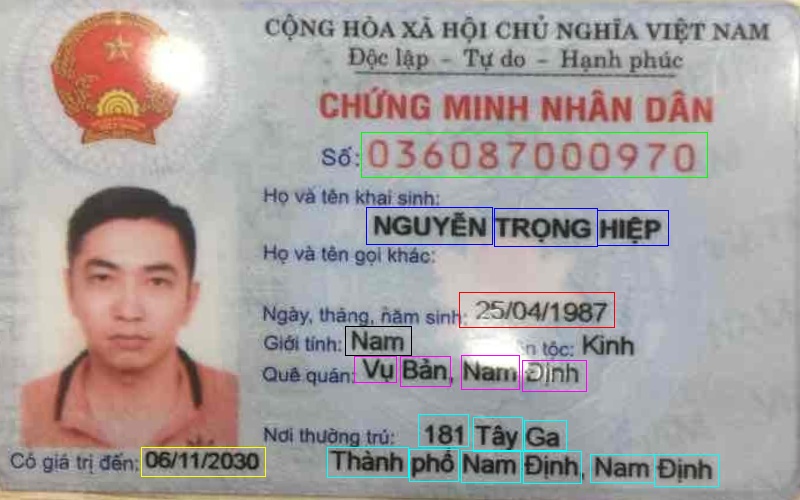 CỘNG HÒA XÃ HỘI CHỦ NGHĨA VIỆT NAM
Độc lập - Tự do - Hạnh phúc
CHỨNG MINH NHÂN DÂN
Số: 036087000970
Họ và tên khai sinh:
NGUYỄN TRỌNG HIỆP
Họ và tên gọi khác:
Ngày, tháng, năm sinh: 25/04/1987
Giới tính: Nam tộc: Kinh
Quê quán: Vụ Bản, Nam Định
Nơi thường trú: 181 Tây Ga
Thành phố Nam Định, Nam Định
Có giá trị đến: 06/11/2030